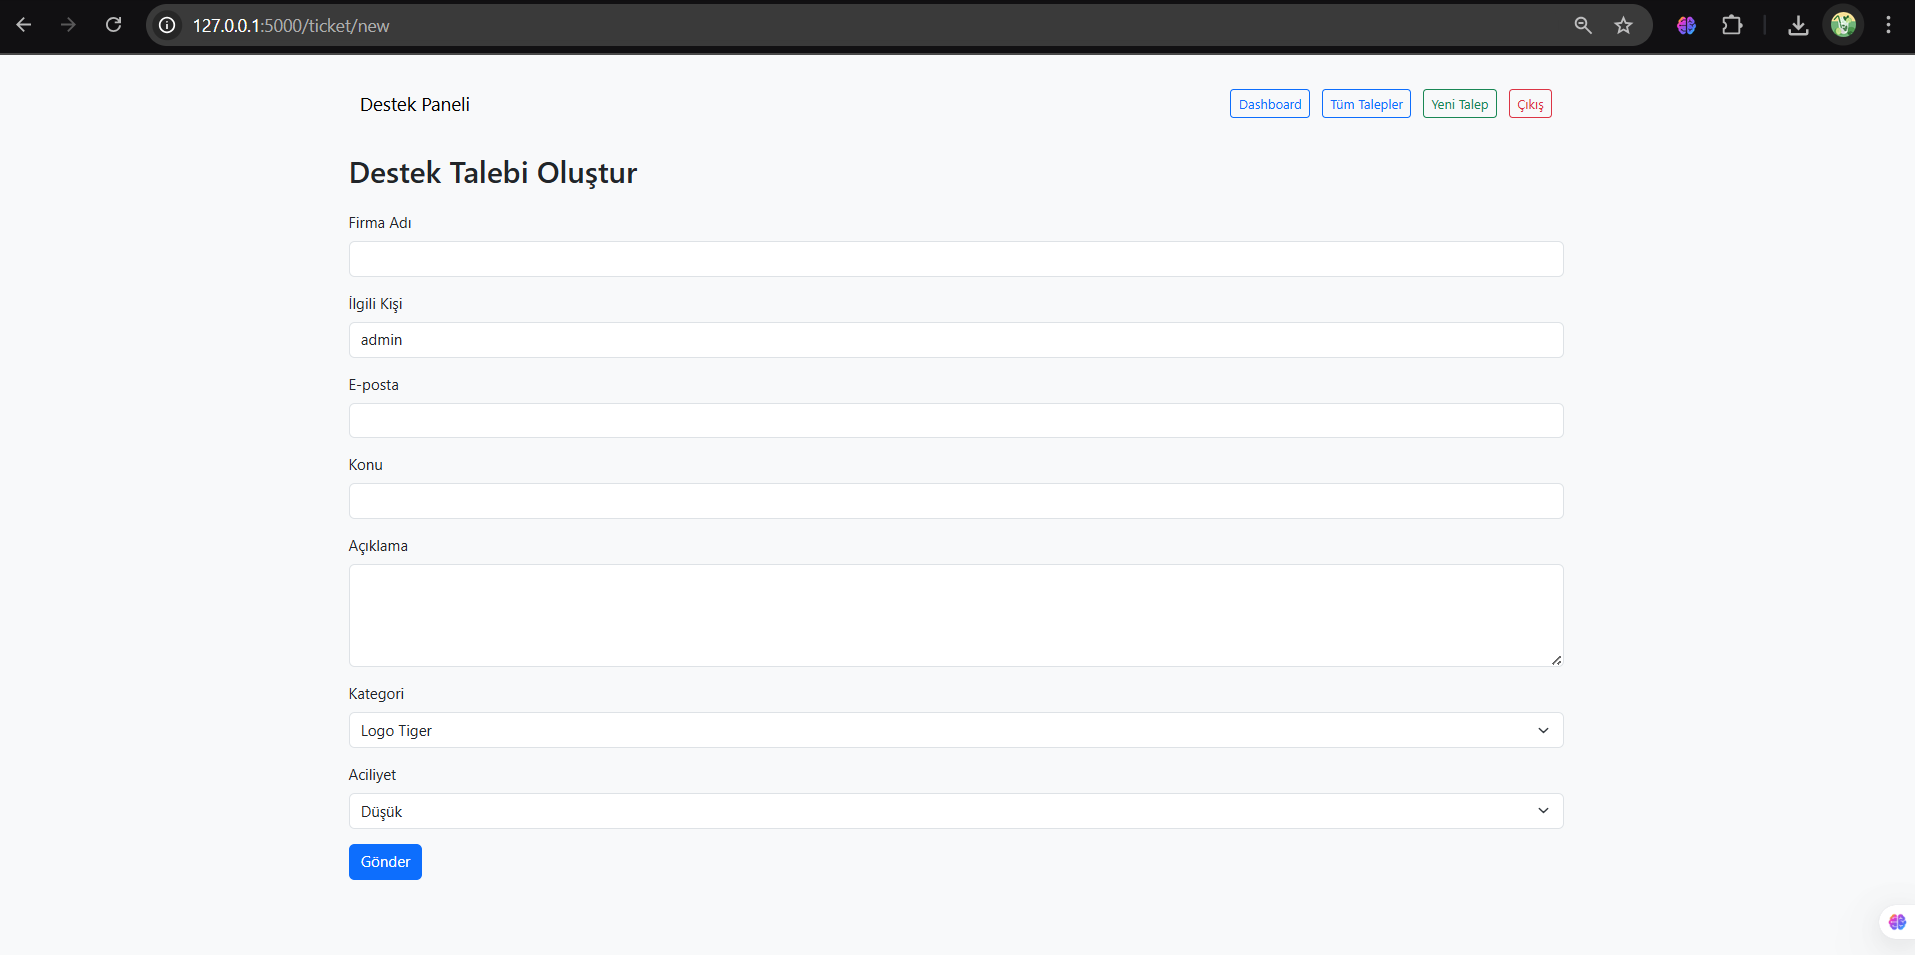 127.0.0.1:5000/ticket/new
Destek Paneli
Dashboard
Tüm Talepler
Yeni Talep
Çıkış
Destek Talebi Oluştur
Firma Adı
İlgili Kişi
admin
E-posta
Konu
Açıklama
Kategori
Logo Tiger
Aciliyet
Düşük
Gönder